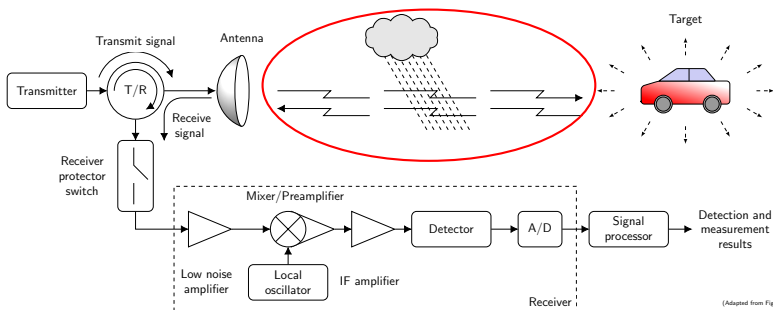 Target
Transmit signal
Antenna
Transmitter
T/R
Receive
signal
Receiver
protector
switch
Mixer/Preamplifier
Detector
A/D
Signal
processor
Detection and
measurement
results
Low noise
amplifier
Local
oscillator
IF amplifier
Receiver
(Adapted from Fig